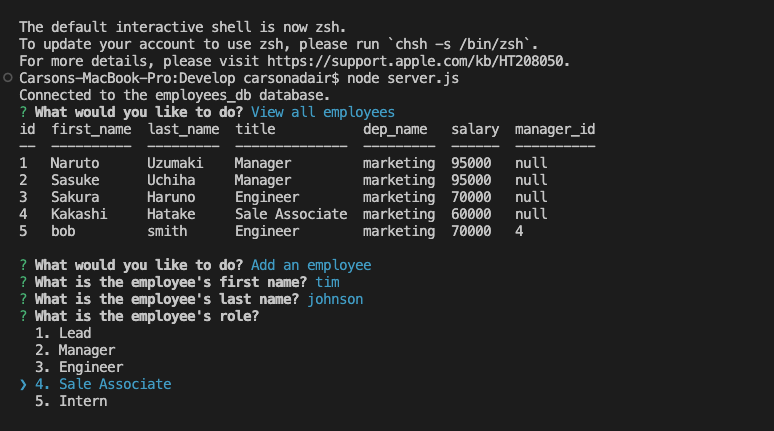 The default interactive shell is now zsh.
To update your account to use zsh, please run `chsh -s /bin/zsh`.
For more details, please visit https://support.apple.com/kb/HT208050.
Carsons-MacBook-Pro:Develop carsonadair$ node server.js
Connected to the employees_db database.
? What would you like to do? View all employees
id  first_name  last_name  title           dep_name   salary  manager_id
--  ----------  ---------  --------------  ---------  ------  ----------
1   Naruto      Uzumaki    Manager         marketing  95000   null
2   Sasuke      Uchiha     Manager         marketing  95000   null
3   Sakura      Haruno     Engineer        marketing  70000   null
4   Kakashi     Hatake     Sale Associate  marketing  60000   null
5   bob         smith      Engineer        marketing  70000   4
? What would you like to do? Add an employee
? What is the employee's first name? tim
? What is the employee's last name? johnson
? What is the employee's role?
1. Lead
2. Manager
3. Engineer
❯ 4. Sale Associate
5. Intern